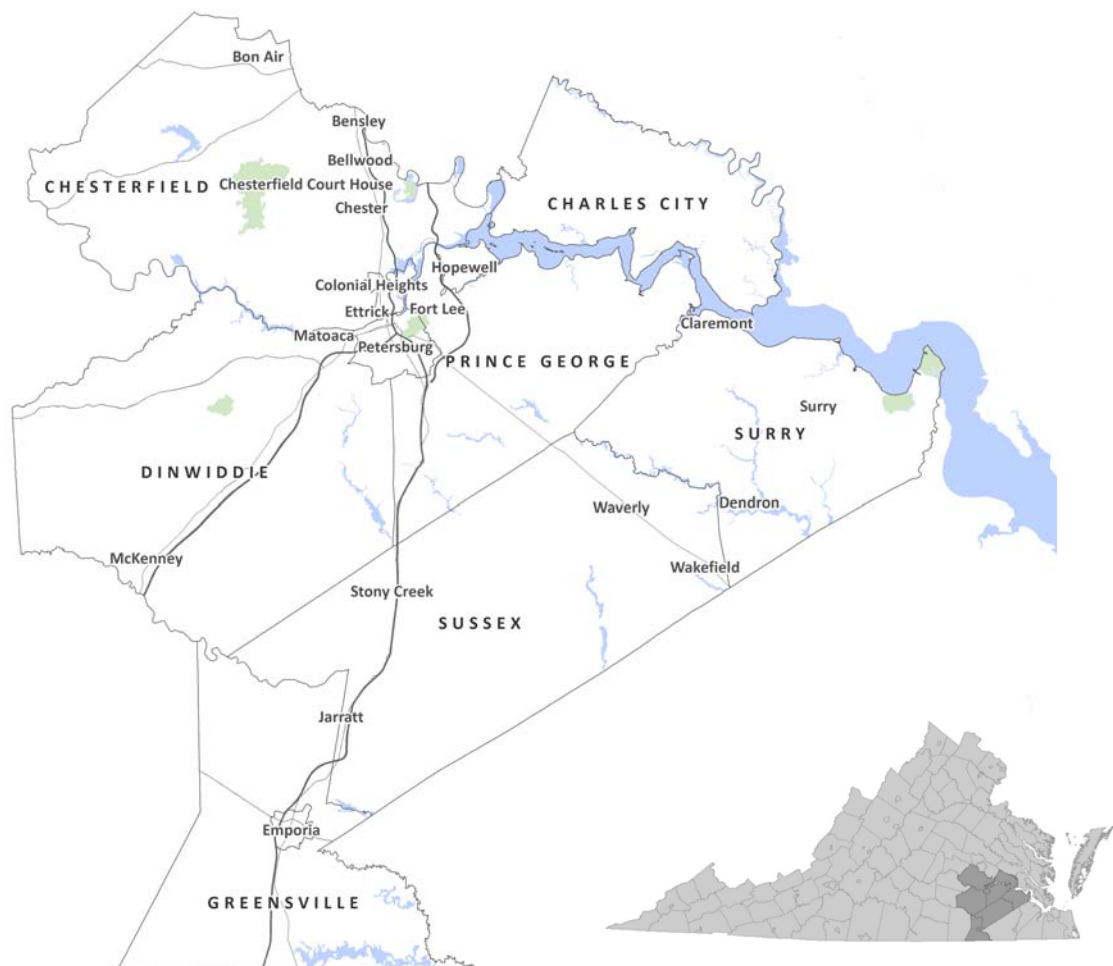 Bon Air
Bensley
Bellwood
CHESTERFIELD
Chesterfield Court House
Chester
CHARLES CITY
Hopewell
Colonial Heights
Ettrick
Fort Lee
Matoaca
Petersburg
Claremont
PRINCE GEORGE
Surry
SURRY
DINWIDDIE
Waverly
Dendron
McKenney
Wakefield
Stony Creek
SUSSEX
Jarratt
Emporia
GREENSVILLE